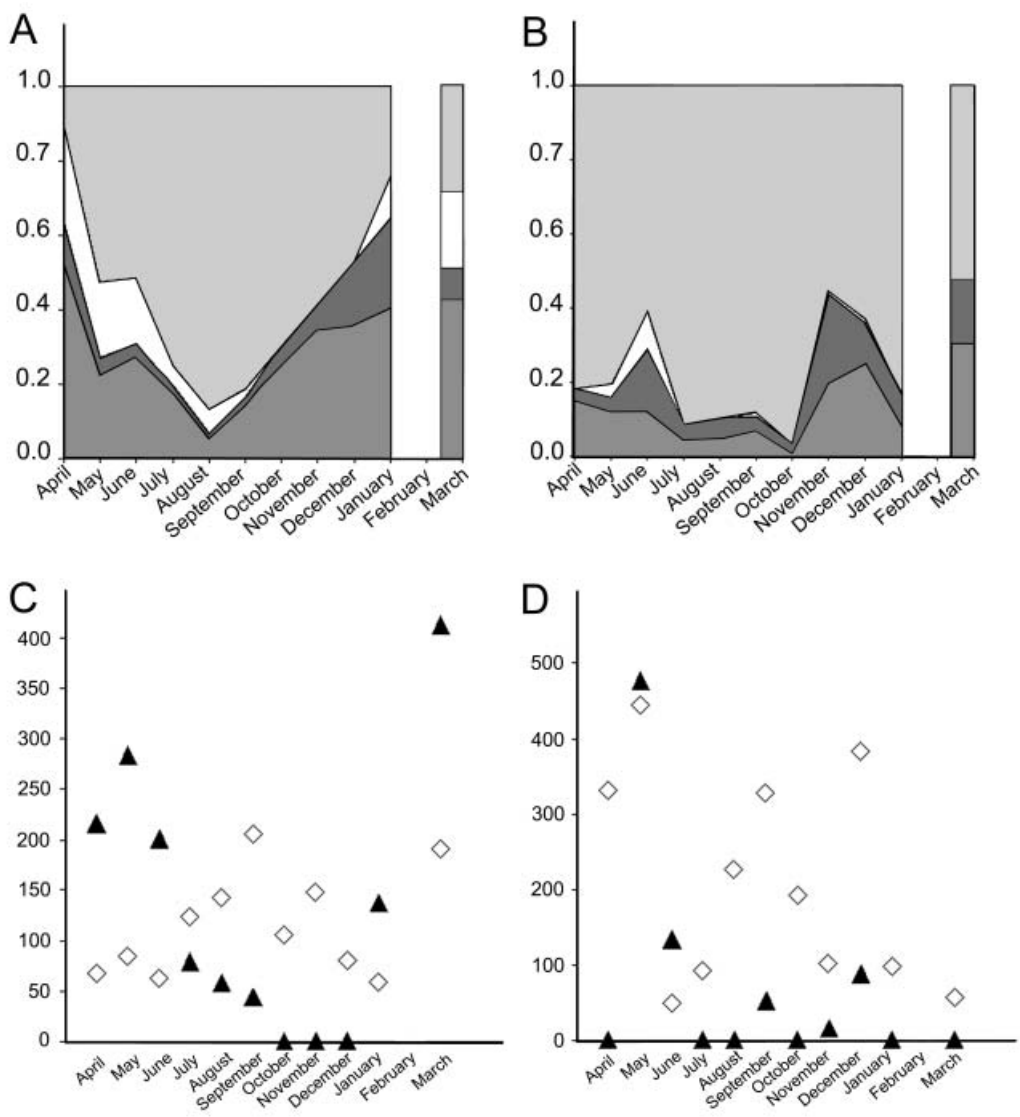 A
1.0
0.7
0.6
0.4
0.2
0.0
April
May
June
July
August
September
October
November
December
January
February
March
B
1.0
0.7
0.6
0.4
0.2
0.0
April
May
June
July
August
September
October
November
December
January
February
March
C
400
350
300
250
200
150
100
50
0
April
May
June
July
August
September
October
November
December
January
February
March
D
500
400
300
200
100
0
April
May
June
July
August
September
October
November
December
January
February
March